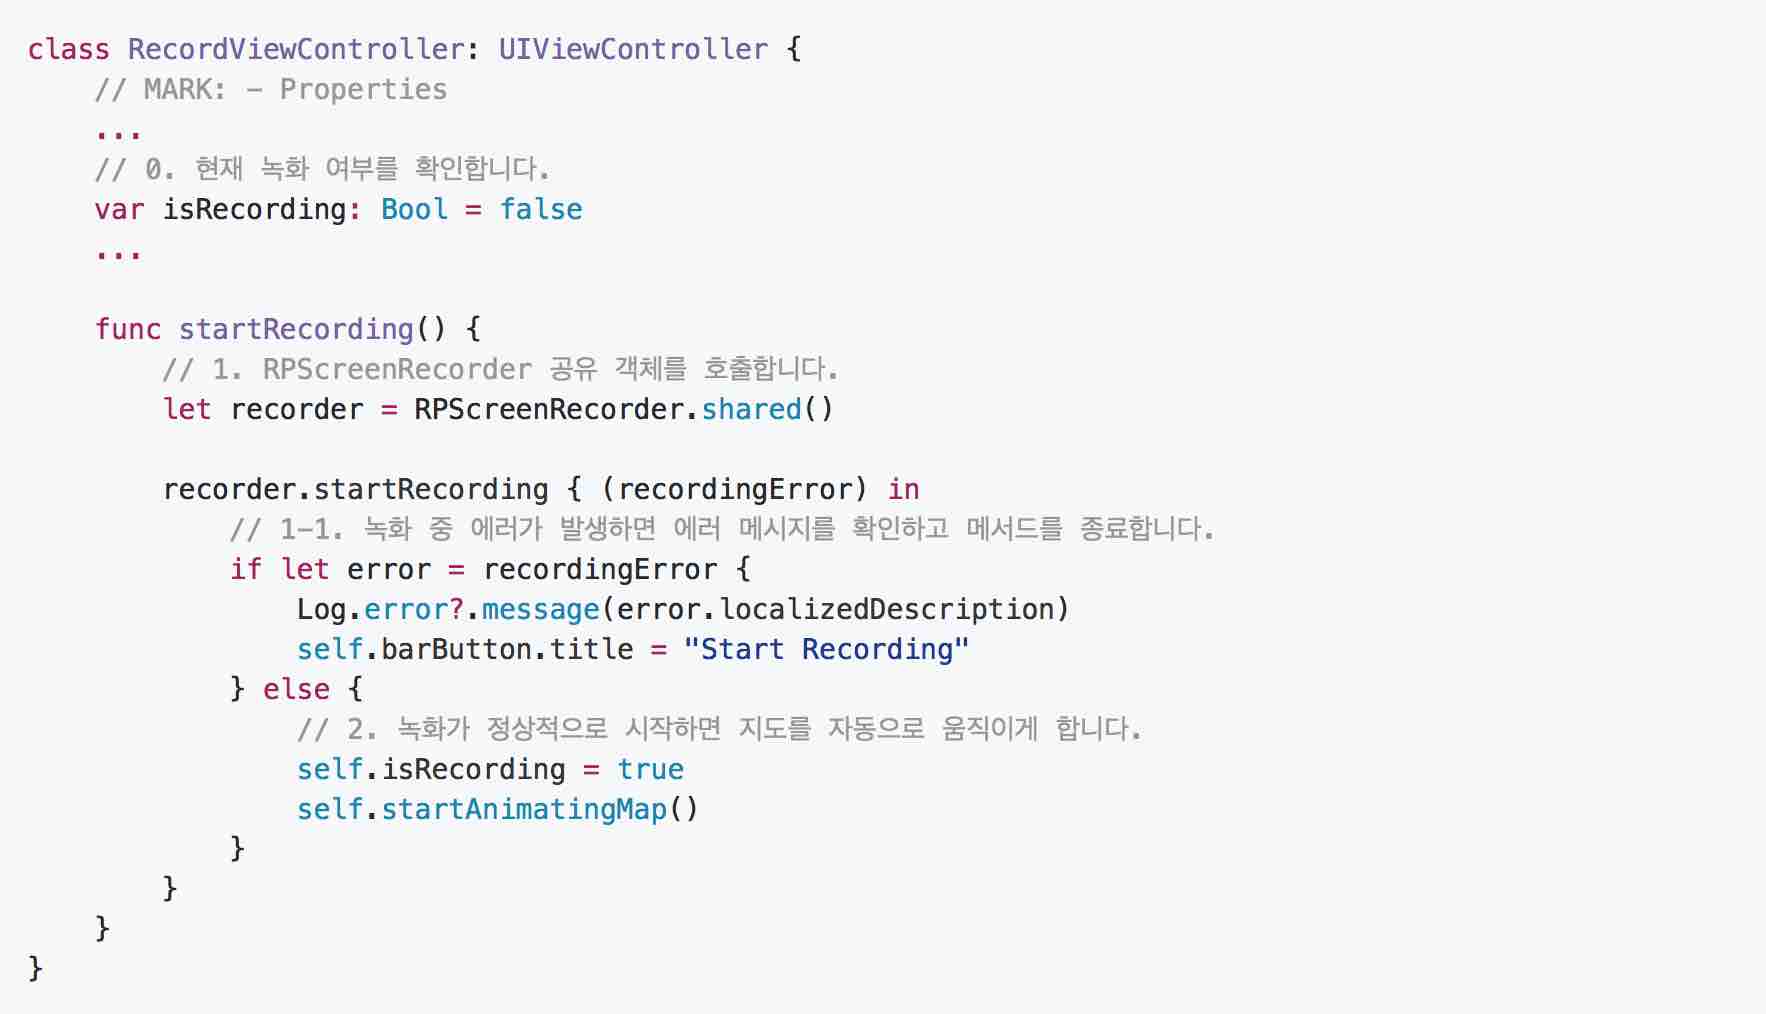 class RecordViewController: UIViewController {
    // MARK: - Properties
    ...
    // 0. 현재 녹화 여부를 확인합니다.
    var isRecording: Bool = false
    ...

    func startRecording() {
        // 1. RPScreenRecorder 공유 객체를 호출합니다.
        let recorder = RPScreenRecorder.shared()

        recorder.startRecording { (recordingError) in
            // 1-1. 녹화 중 에러가 발생하면 에러 메시지를 확인하고 메서드를 종료합니다.
            if let error = recordingError {
                Log.error?.message(error.localizedDescription)
                self.barButton.title = "Start Recording"
            } else {
                // 2. 녹화가 정상적으로 시작하면 지도를 자동으로 움직이게 합니다.
                self.isRecording = true
                self.startAnimatingMap()
            }
        }
    }
}